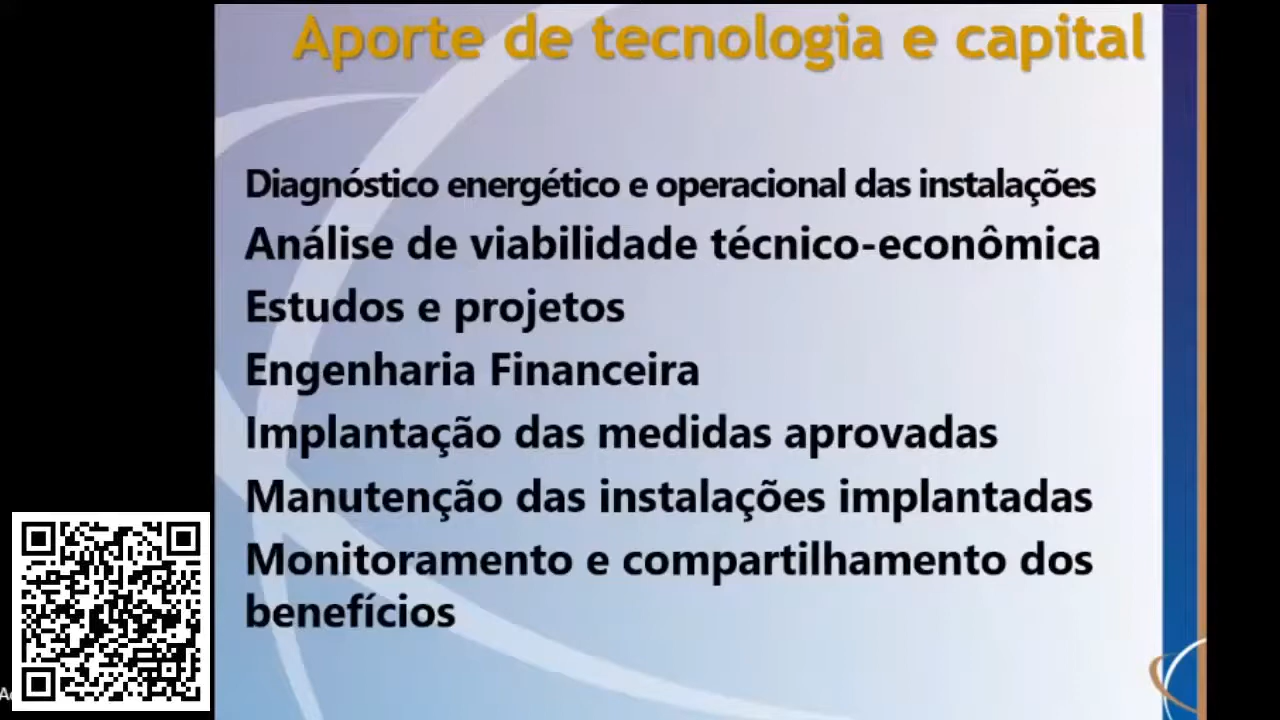 Aporte de tecnologia e capital
Diagnóstico energético e operacional das instalações
Análise de viabilidade técnico-econômica
Estudos e projetos
Engenharia Financeira
Implantação das medidas aprovadas
Manutenção das instalações implantadas
Monitoramento e compartilhamento dos
benefícios